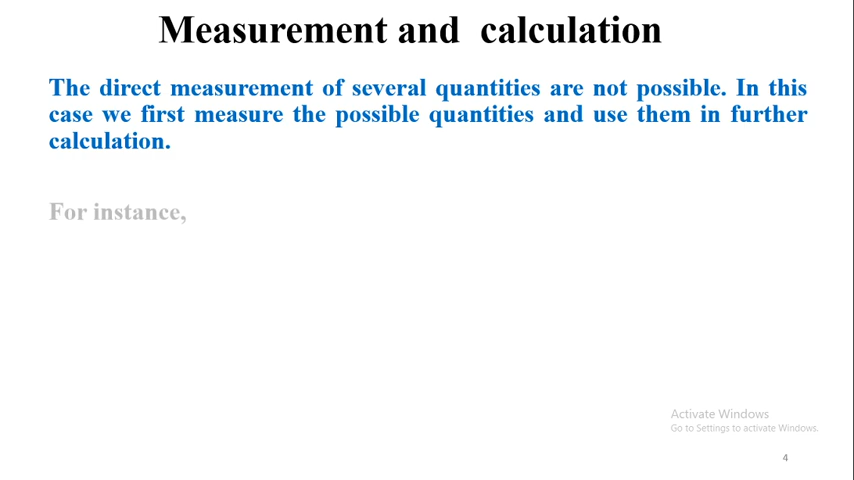 Measurement and calculation
The direct measurement of several quantities are not possible. In this
case we first measure the possible quantities and use them in further
calculation.
For instance,
Activate Windows
Go to Settings to activate Windows.
4